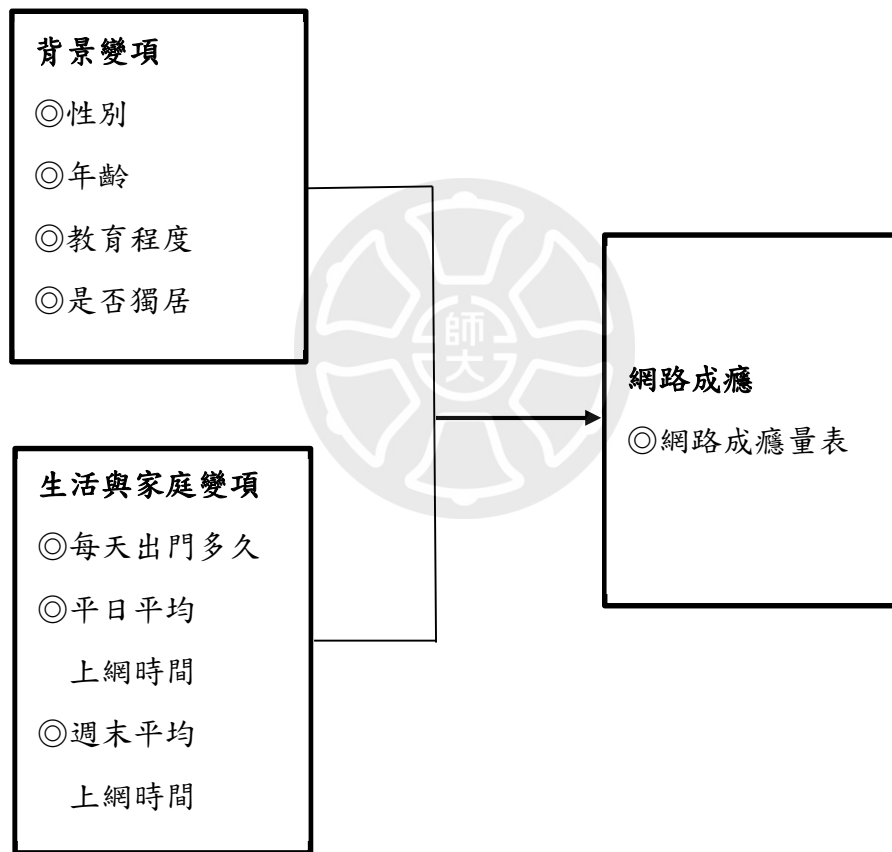 背景變項
◎性別
◎年齡
◎教育程度
◎是否獨居
師大
網路成癮
◎網路成癮量表
生活與家庭變項
◎每天出門多久
◎平日平均
上網時間
◎週末平均
上網時間